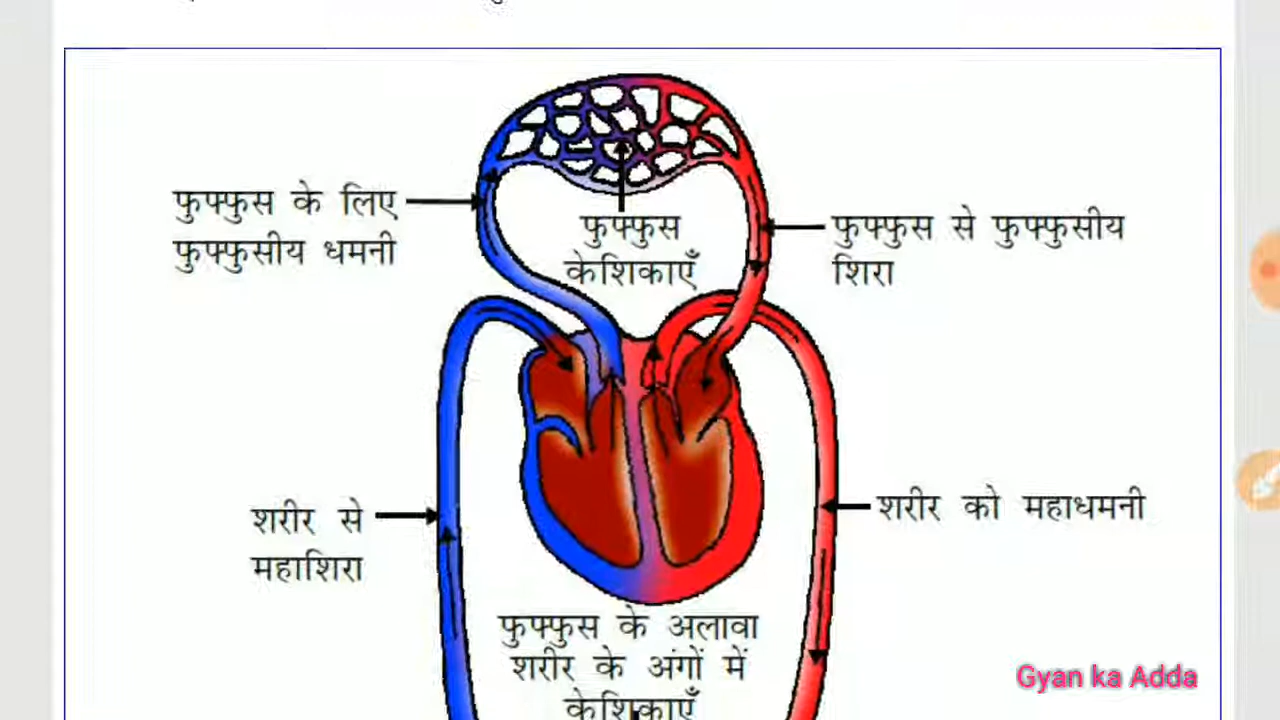 फुफ्फुस के लिए
फुफ्फुसीय धमनी
फुफ्फुस
केशिकाएँ
फुफ्फुस से फुफ्फुसीय
शिरा
शरीर से
महाशिरा
शरीर को महाधमनी
फुफ्फुस के अलावा
शरीर के अंगों में
केशिकाएँ
Gyan ka Adda